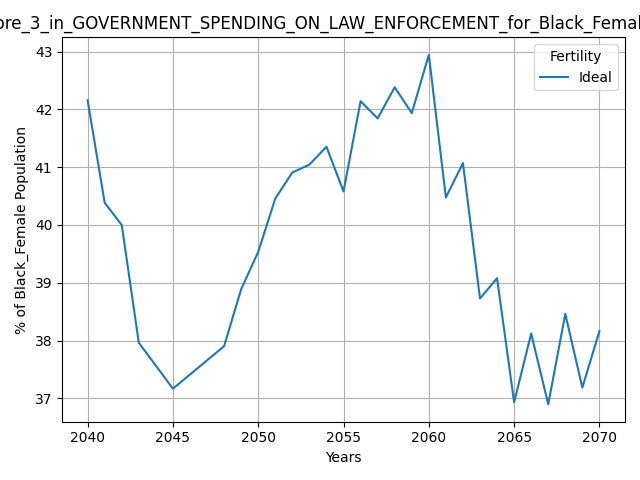 ore_3_in_GOVERNMENT_SPENDING_ON_LAW_ENFORCEMENT_for_Black_Femal
Fertility
Ideal
43
42
41
40
39
38
37
% of Black_Female Population
2040 2045 2050 2055 2060 2065 2070
Years